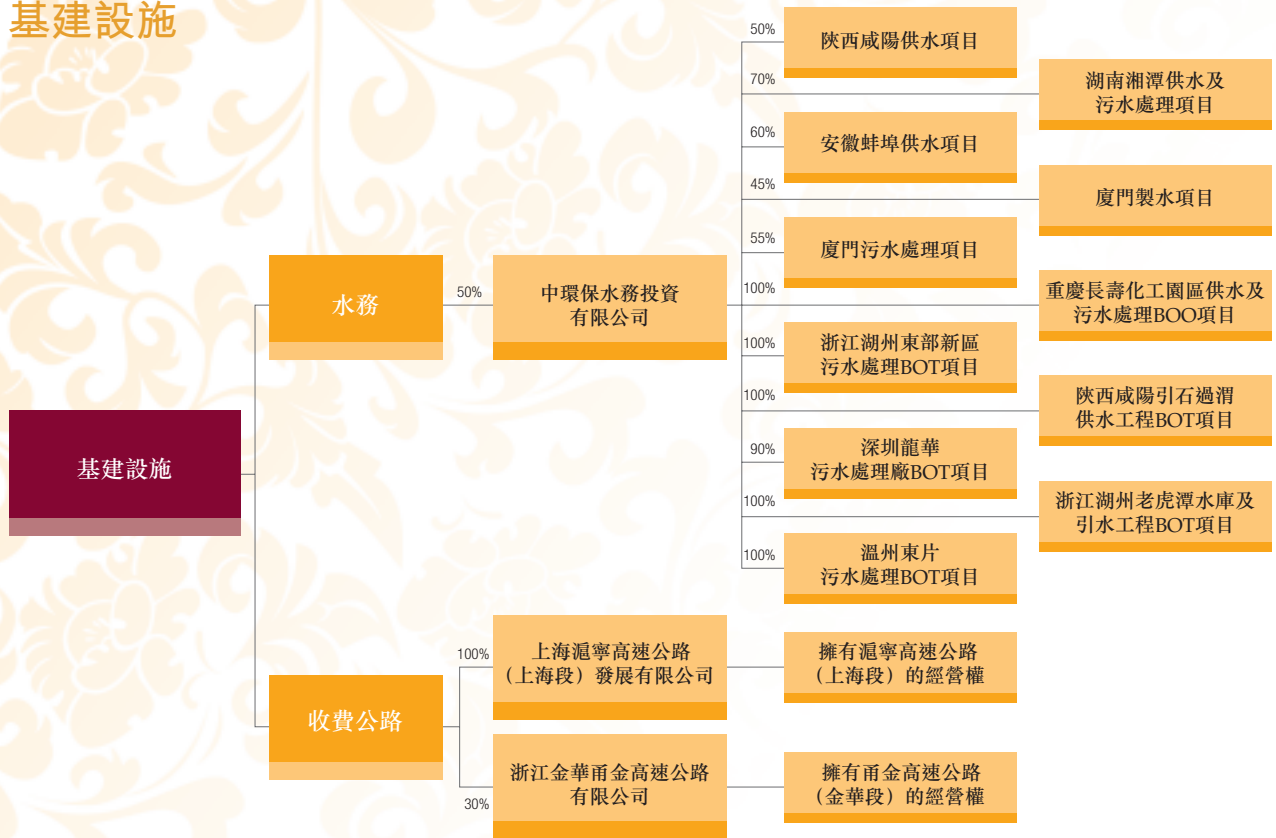 基建設施
50%
陝西咸陽供水項目
70%
湖南湘潭供水及
污水處理項目
60%
安徽蚌埠供水項目
45%
廈門製水項目
55%
廈門污水處理項目
100%
重慶長壽化工園區供水及
污水處理BOO項目
水務
50%
中環保水務投資
有限公司
100%
浙江湖州東部新區
污水處理BOT項目
100%
陝西咸陽引石過渭
供水工程BOT項目
基建設施
90%
深圳龍華
污水處理廠BOT項目
100%
浙江湖州老虎潭水庫及
引水工程BOT項目
100%
溫州東片
污水處理BOT項目
收費公路
100%
上海滬寧高速公路
（上海段）發展有限公司
擁有滬寧高速公路
（上海段）的經營權
30%
浙江金華甬金高速公路
有限公司
擁有甬金高速公路
（金華段）的經營權